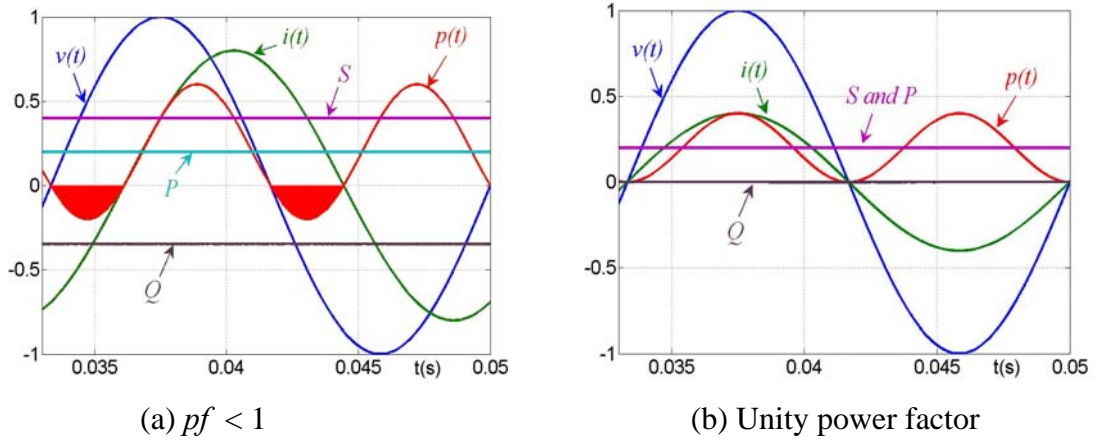 1
0.5
0
-0.5
-1
v(t)
i(t)
p(t)
S
P
Q
0.035
0.04
0.045
t(s)
0.05
(a) pf < 1
1
0.5
0
-0.5
-1
v(t)
i(t)
S and P
p(t)
Q
0.035
0.04
0.045
t(s)
0.05
(b) Unity power factor